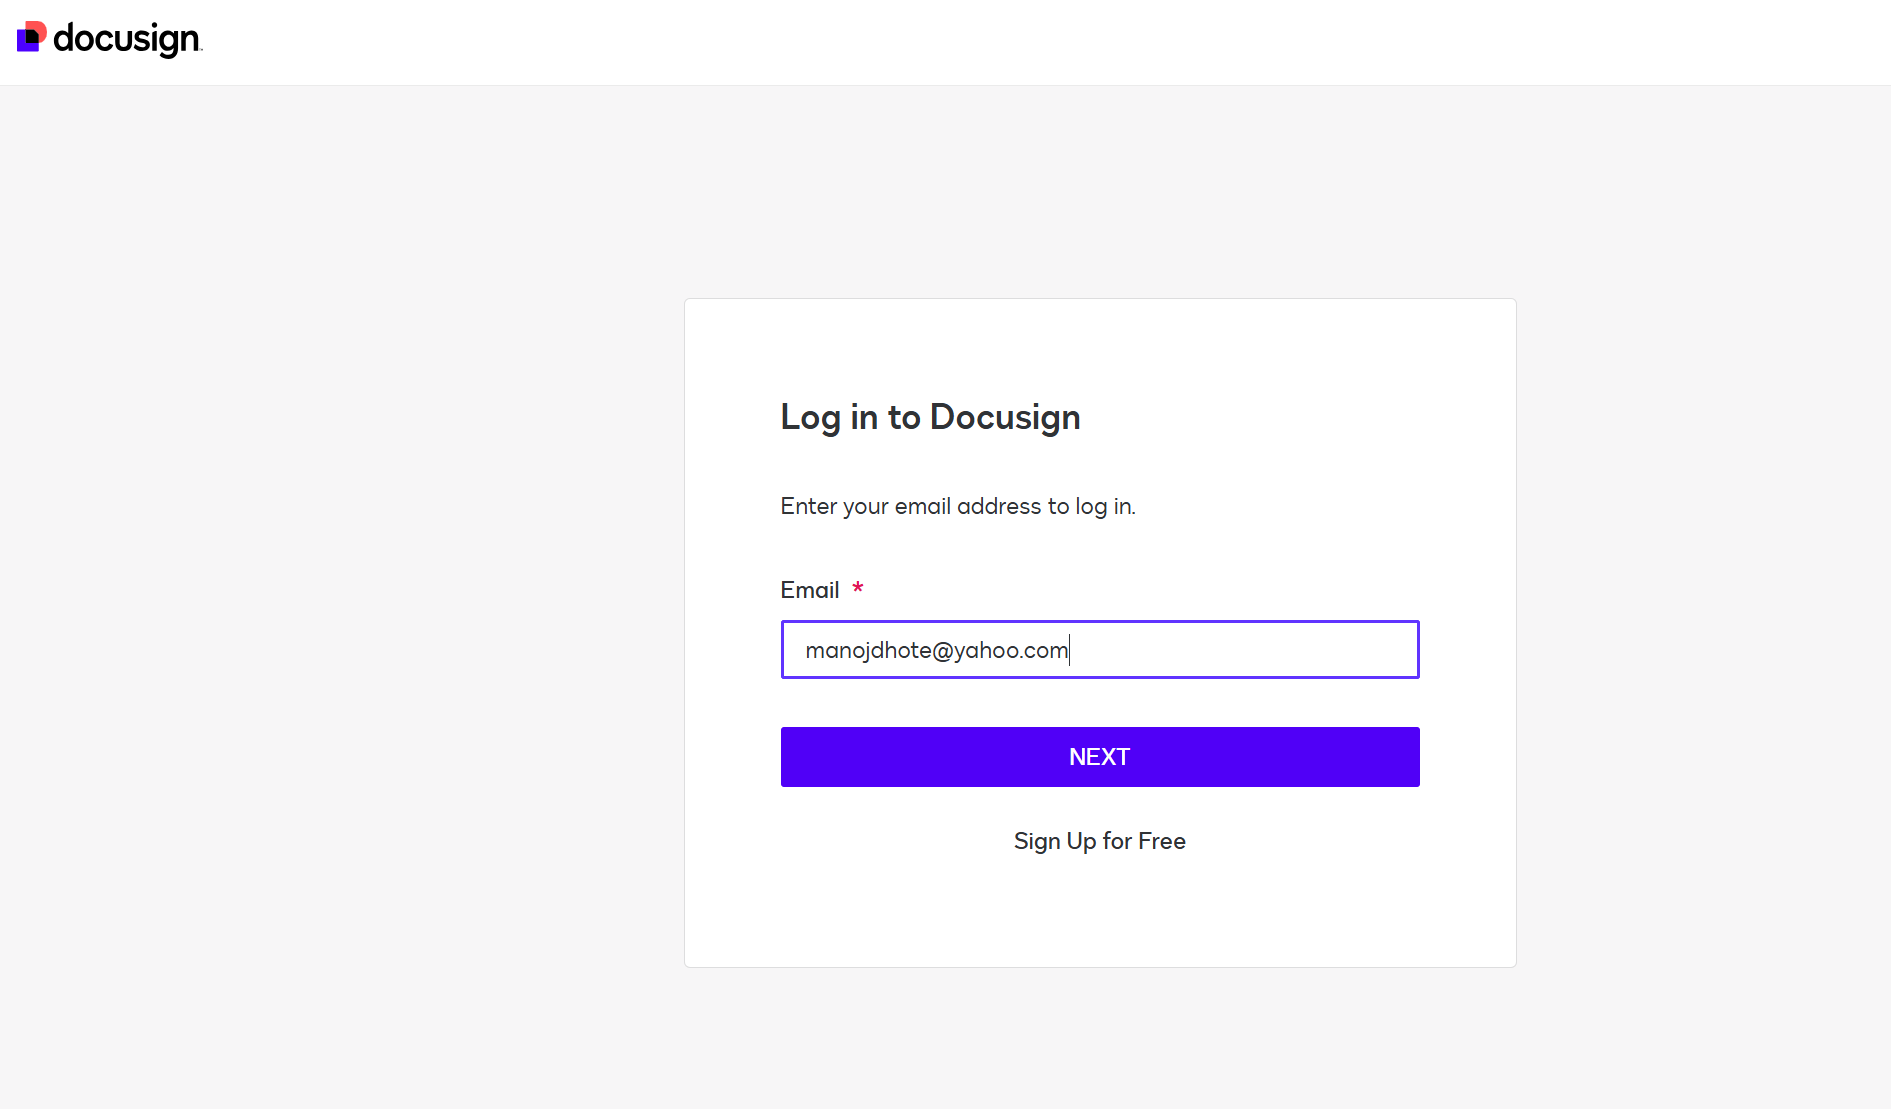 docusign
Log in to Docusign
Enter your email address to log in.
Email *
manojdhote@yahoo.com
NEXT
Sign Up for Free